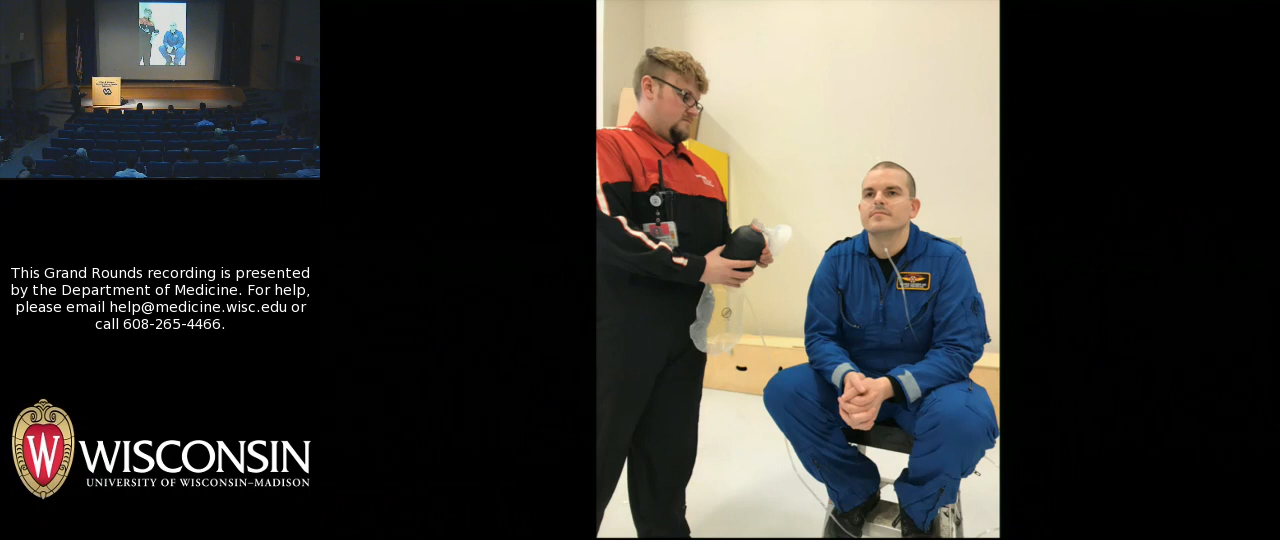 This Grand Rounds recording is presented
by the Department of Medicine. For help,
please email help@medicine.wisc.edu or
call 608-265-4466.
W
WISCONSIN
UNIVERSITY OF WISCONSIN–MADISON